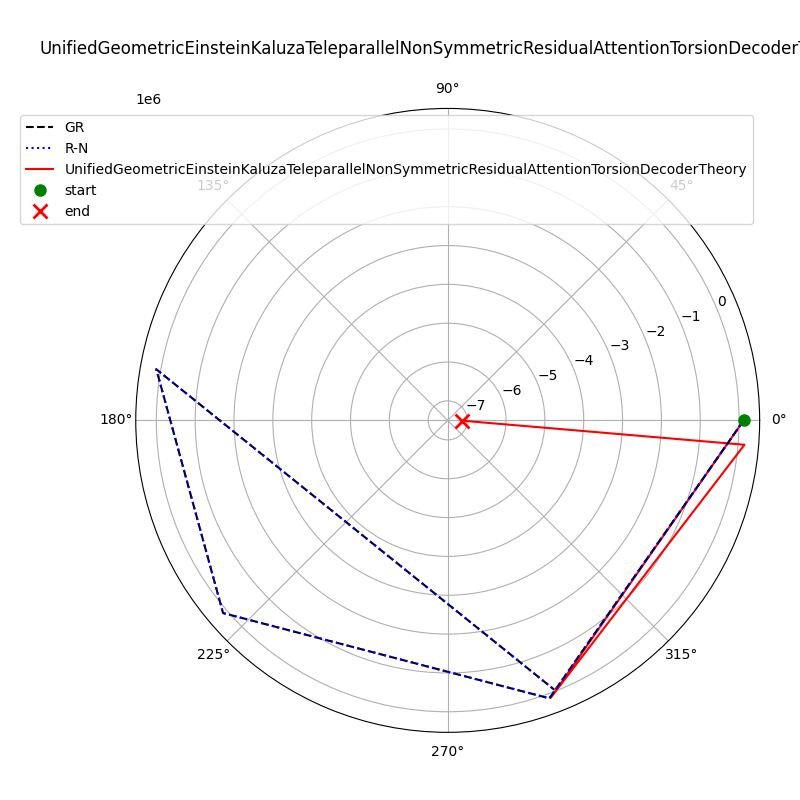 UnifiedGeometricEinsteinKaluzaTeleparallelNonSymmetricResidualAttentionTorsionDecoder
90°
1e6
GR
R-N
UnifiedGeometricEinsteinKaluzaTeleparallelNonSymmetricResidualAttentionTorsionDecoderTheory
135°
45°
start
end
0
−1
−2
−3
−4
−5
−6
−7
180°
0°
225°
315°
270°